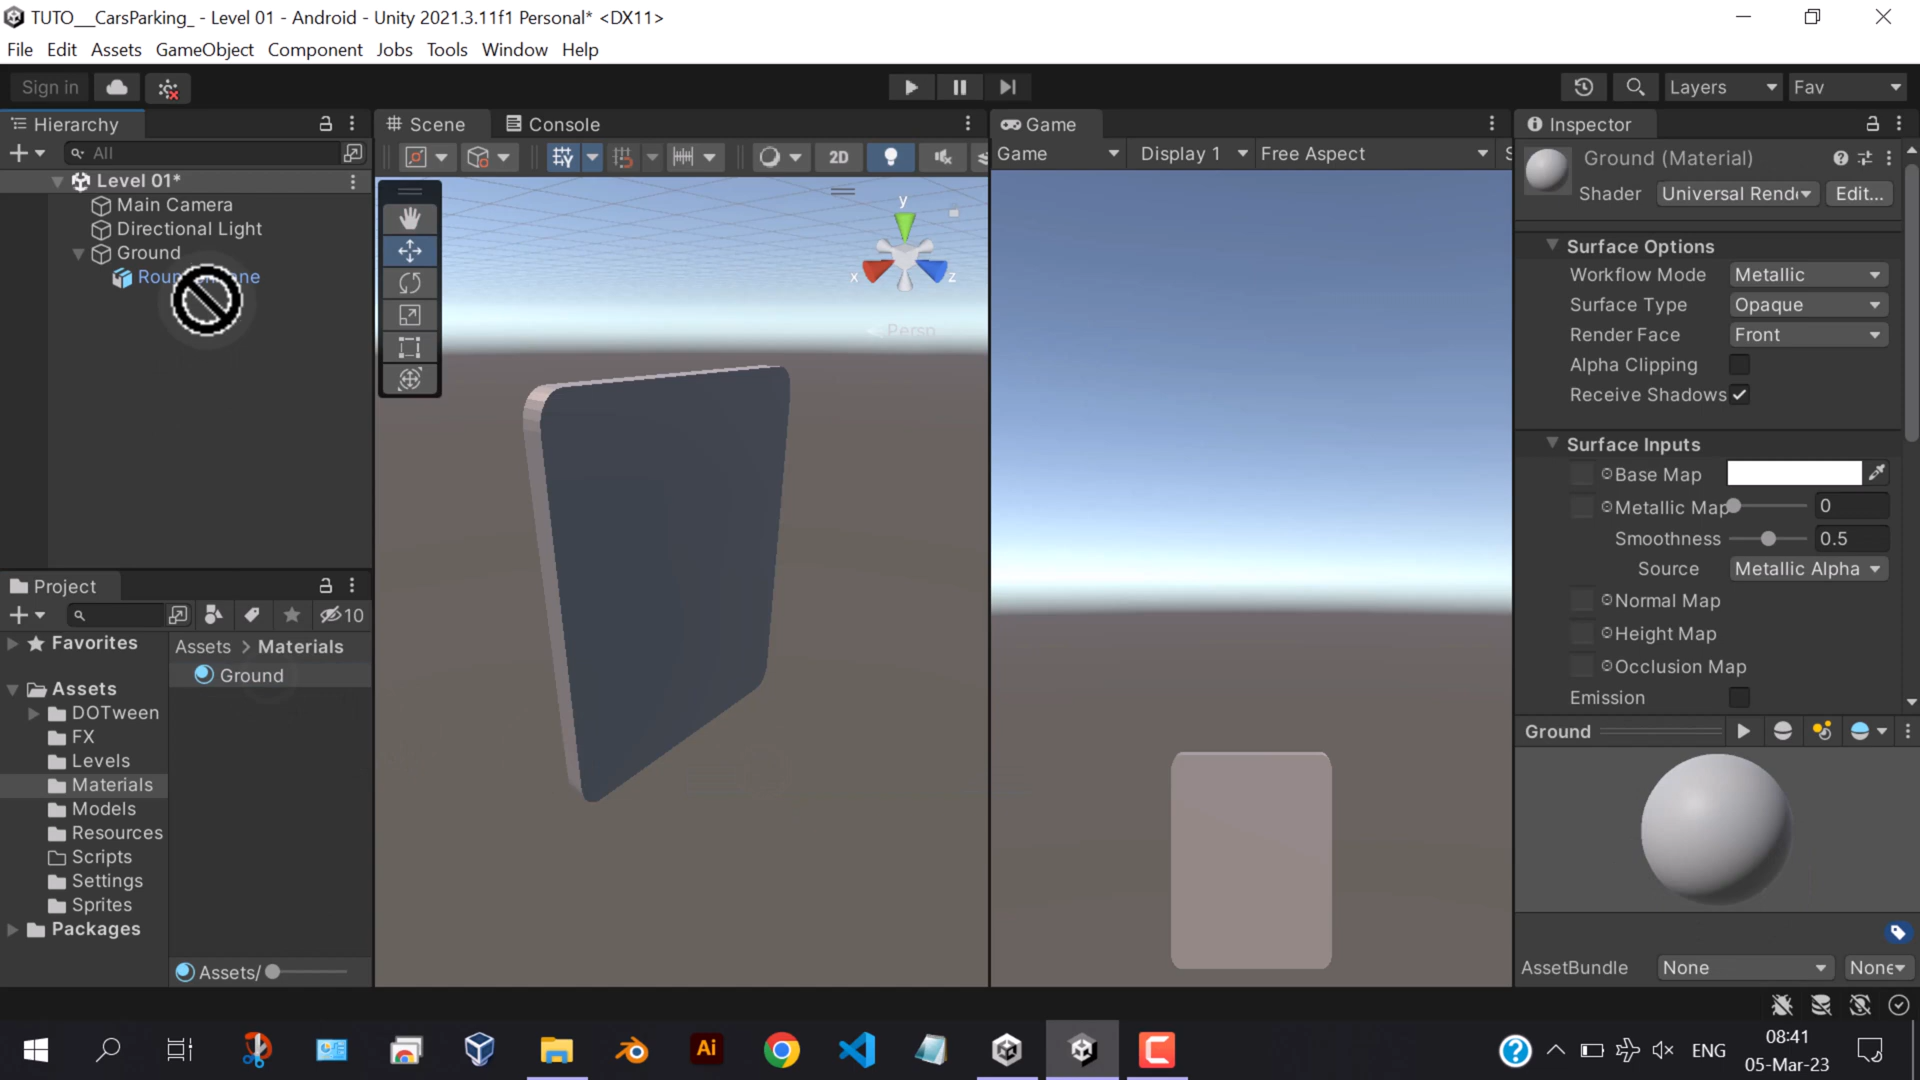 TUTO__CarsParking_ - Level 01 - Android - Unity 2021.3.11f1 Personal* <DX11>
File Edit Assets GameObject Component Jobs Tools Window Help
Sign in
Layers
Fav
Hierarchy
Scene
Console
Game
Inspector
All
2D
Game
Display 1
Free Aspect
Ground (Material)
Shader
Universal Rend
Edit...
Level 01*
Main Camera
Directional Light
Ground
y
x
z
Persp
Surface Options
Workflow Mode
Metallic
Surface Type
Opaque
Render Face
Front
Alpha Clipping
Receive Shadows
Surface Inputs
Base Map
Metallic Map
0
Smoothness
0.5
Source
Metallic Alpha
Normal Map
Height Map
Occlusion Map
Emission
Project
10
Favorites
Assets > Materials
Ground
Assets
DOTween
FX
Levels
Materials
Models
Resources
Scripts
Settings
Sprites
Packages
Assets/
Ground
AssetBundle
None
None
Ai
ENG
08:41
05-Mar-23